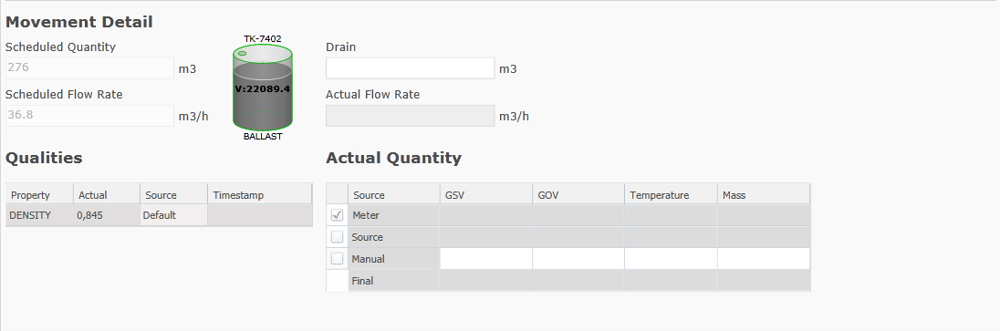 Movement Detail
Scheduled Quantity
276 m3
Scheduled Flow Rate
36.8 m3/h
TK-7402
V:22089.4
BALLAST
Drain
m3
Actual Flow Rate
m3/h
Qualities
Property Actual Source Timestamp
DENSITY 0,845 Default
Actual Quantity
Source GSV GOV Temperature Mass
Meter
Source
Manual
Final